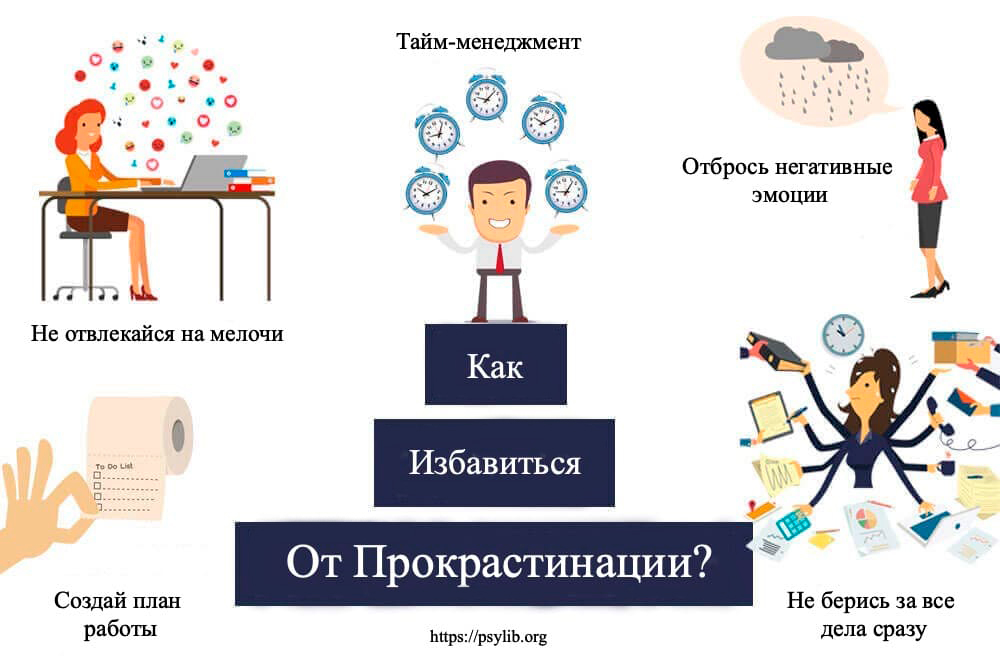 Тайм-менеджмент
Отбрось негативные
эмоции
Не отвлекайся на мелочи
Как
Избавиться
От Прокрастинации?
To Do List
Создай план
работы
Не берись за все
дела сразу
https://psylib.org